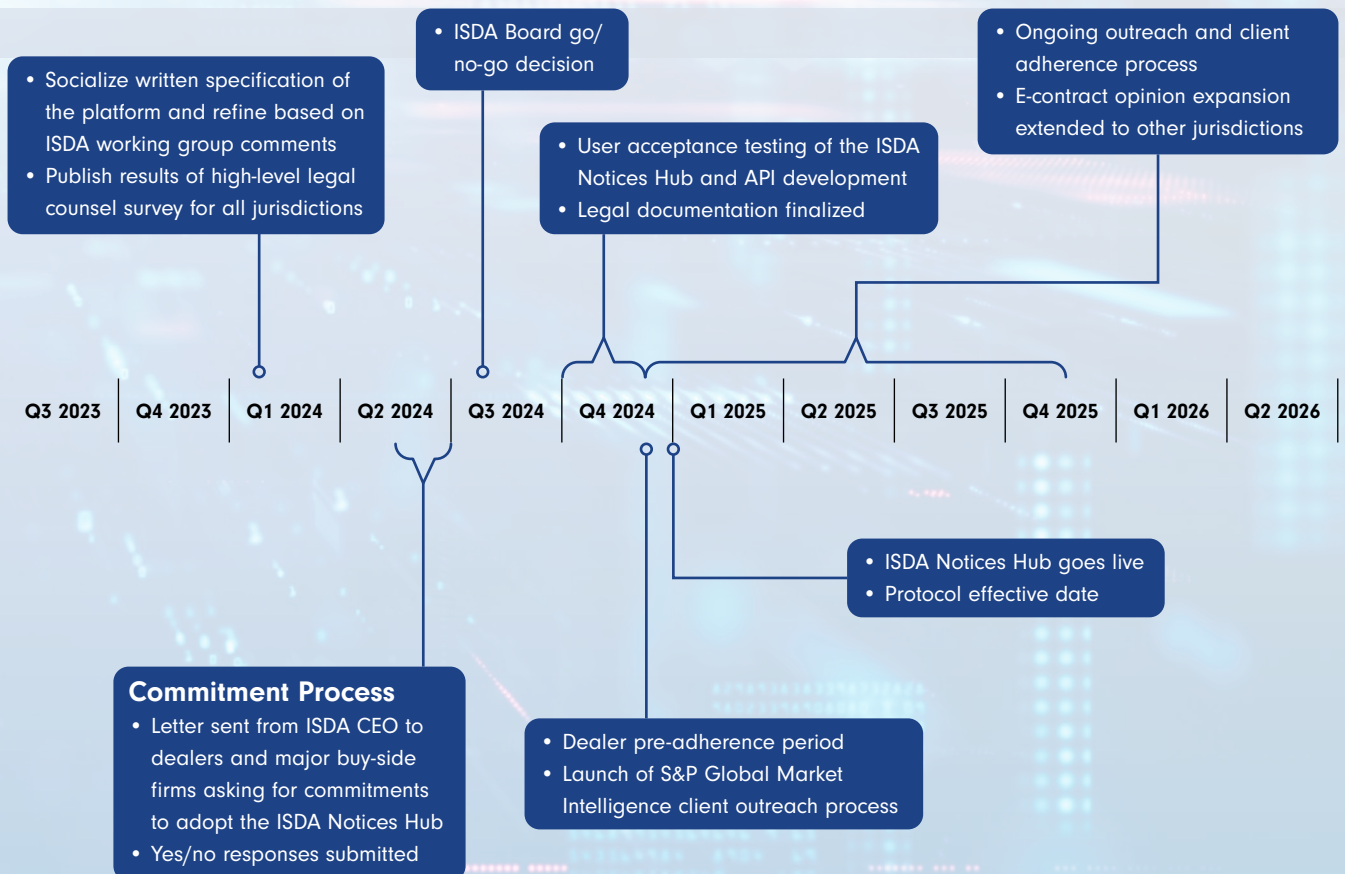 • ISDA Board go/
no-go decision
• Ongoing outreach and client
adherence process
• E-contract opinion expansion
extended to other jurisdictions
• Socialize written specification of
the platform and refine based on
ISDA working group comments
• Publish results of high-level legal
counsel survey for all jurisdictions
• User acceptance testing of the ISDA
Notices Hub and API development
• Legal documentation finalized
Q3 2023 Q4 2023 Q1 2024 Q2 2024 Q3 2024 Q4 2024 Q1 2025 Q2 2025 Q3 2025 Q4 2025 Q1 2026 Q2 2026
• ISDA Notices Hub goes live
• Protocol effective date
Commitment Process
• Letter sent from ISDA CEO to
dealers and major buy-side
firms asking for commitments
to adopt the ISDA Notices Hub
• Yes/no responses submitted
• Dealer pre-adherence period
• Launch of S&P Global Market
Intelligence client outreach process